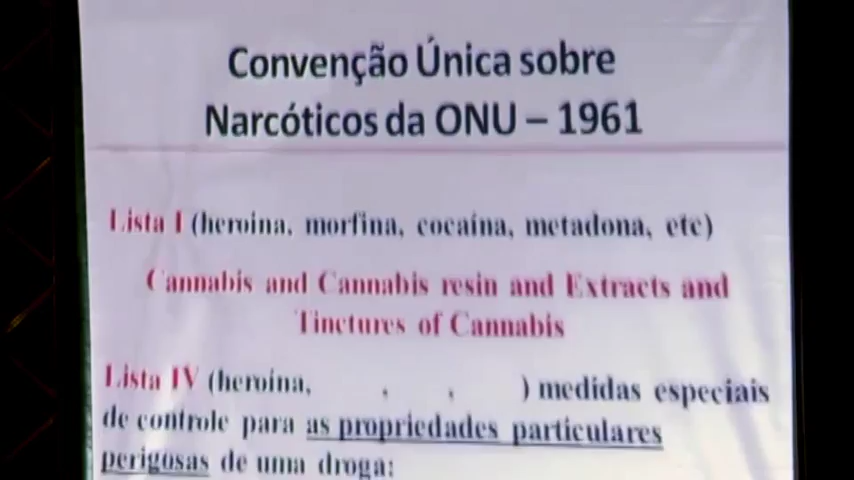 Convenção Única sobre
Narcóticos da ONU – 1961
Lista I (heroina, morfina, cocaína, metadona, etc)
Cannabis and Cannabis resin and Extracts and
Tinctures of Cannabis
Lista IV (heroína, , , ) medidas especiais
de controle para as propriedades particulares
perigosas de uma droga: